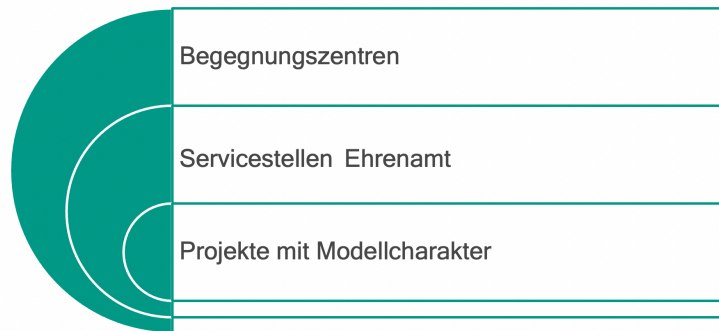 Begegnungszentren
Servicestellen Ehrenamt
Projekte mit Modellcharakter